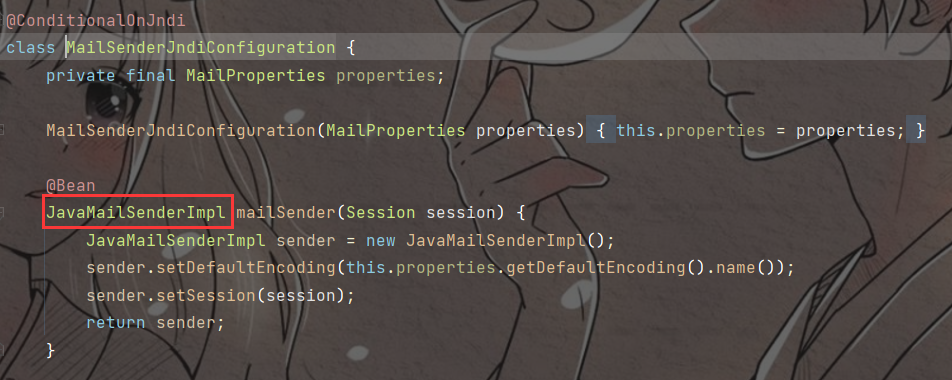 @ConditionalOnJndi
class MailSenderJndiConfiguration {
private final MailProperties properties;
MailSenderJndiConfiguration(MailProperties properties) { this.properties = properties; }
@Bean
JavaMailSenderImpl mailSender(Session session) {
JavaMailSenderImpl sender = new JavaMailSenderImpl();
sender.setDefaultEncoding(this.properties.getDefaultEncoding().name());
sender.setSession(session);
return sender;
}